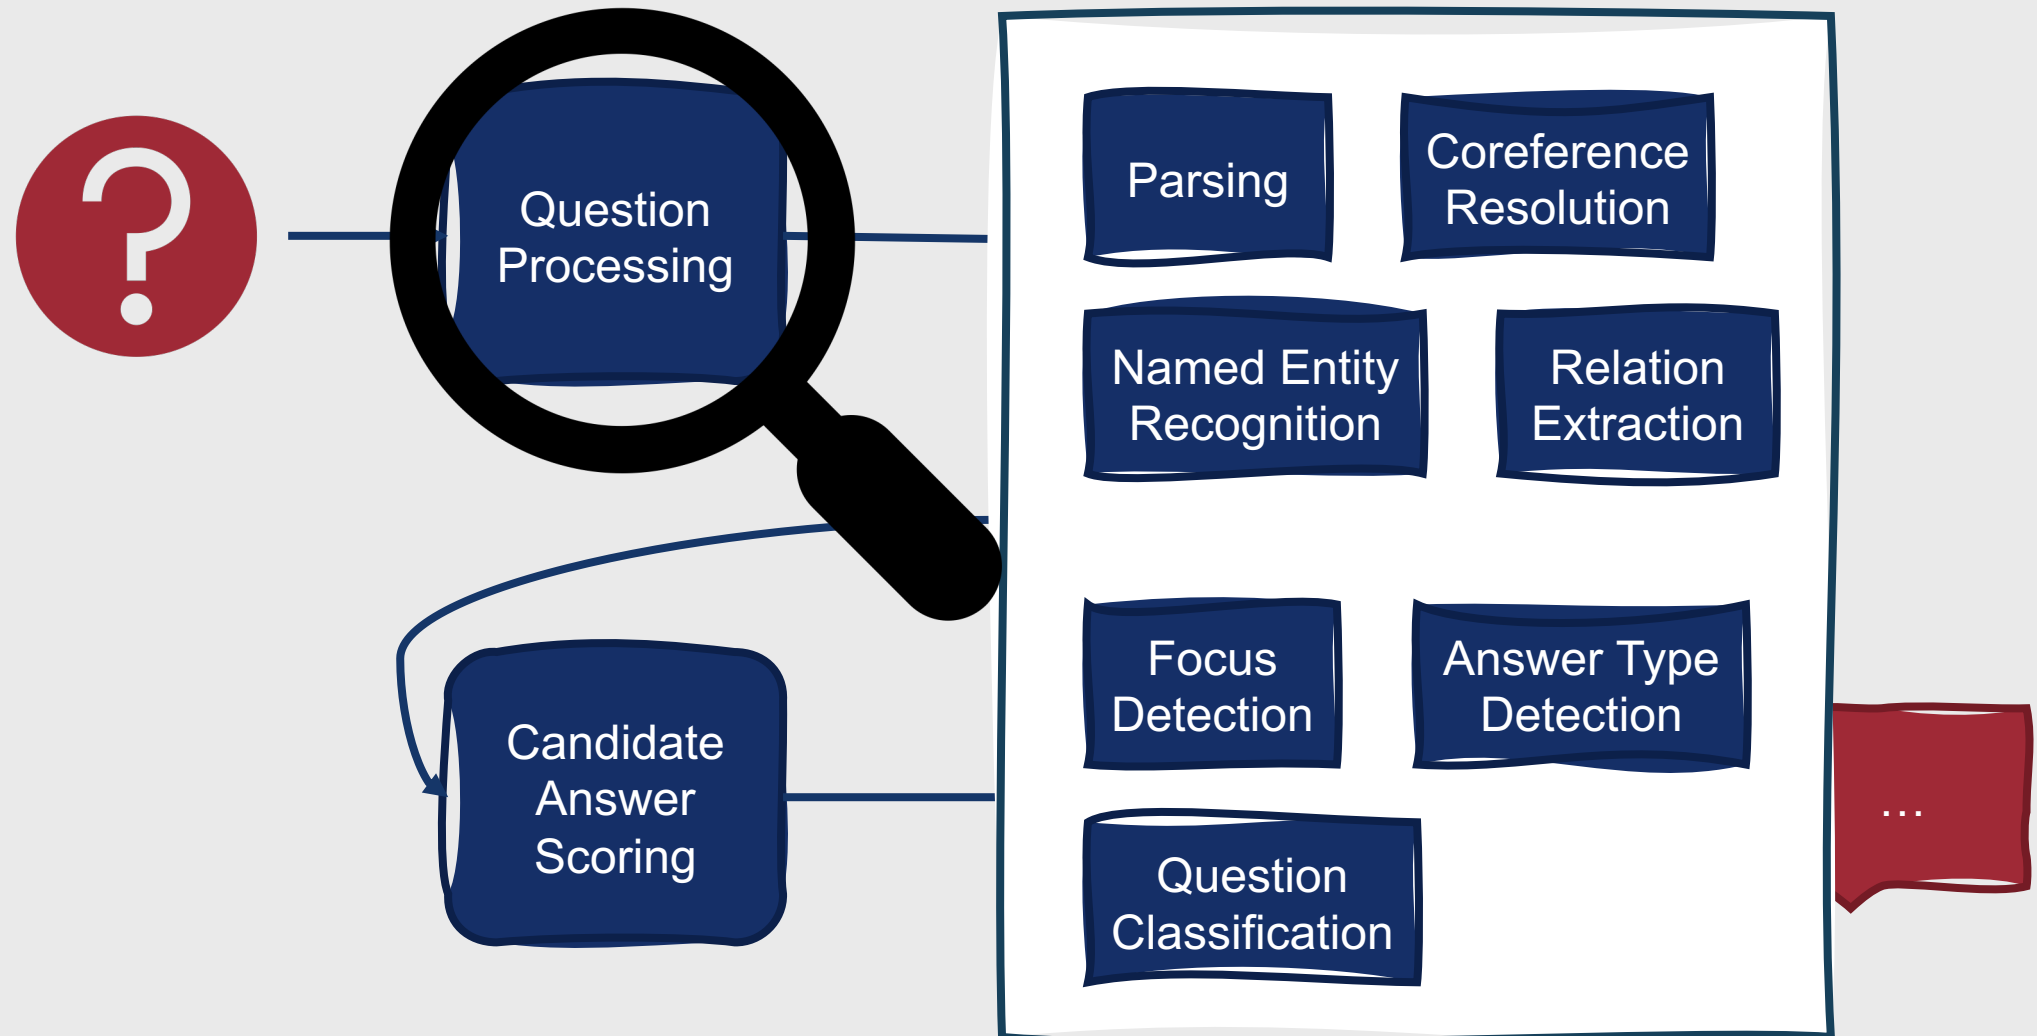 ?
Question
Processing
Parsing
Coreference
Resolution
Named Entity
Recognition
Relation
Extraction
Focus
Detection
Answer Type
Detection
Question
Classification
Candidate
Answer
Scoring
...